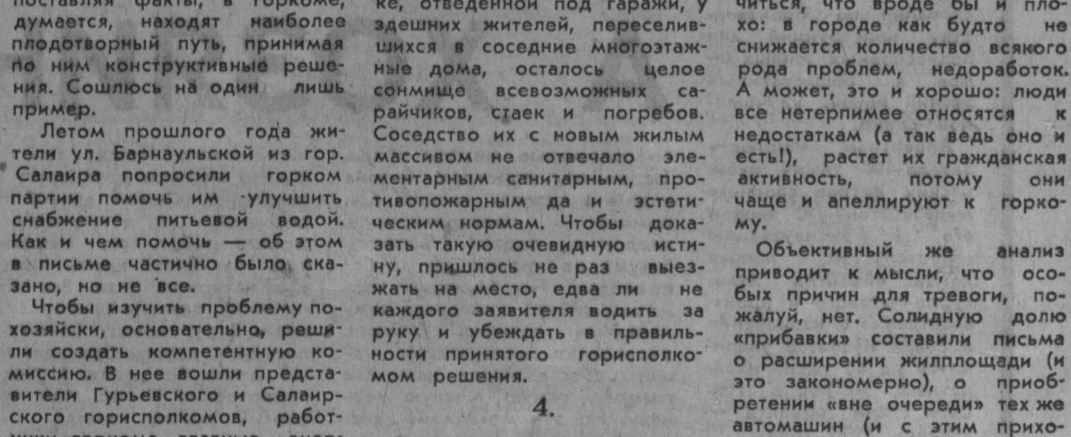 поставляя факты, в горкоме,
думается, находят наиболее
плодотворный путь, принимая
по ним конструктивные реше-
ния. Сошлюсь на один лишь
пример.
Летом прошлого года жи-
тели ул. Барнаульской из гор.
Салаира попросили горком
партии помочь им улучшить
снабжение питьевой водой.
Как и чем помочь — об этом
в письме частично было ска-
зано, но не все.
Чтобы изучить проблему по-
хозяйски, основательно, реши-
ли создать компетентную ко-
миссию. В нее вошли предста-
вители Гурьевского и Салаир-
ского горисполкомов, работ-
ке, отведенной под гаражи, у
здешних жителей, переселив-
шихся в соседние многоэтаж-
ные дома, осталось целое
сонмище всевозможных са-
райчиков, стаек и погребов.
Соседство их с новым жилым
массивом не отвечало эле-
ментарным санитарным, про-
тивопожарным да и эстети-
ческим нормам. Чтобы дока-
зать такую очевидную исти-
ну, пришлось не раз выез-
жать на место, едва ли не
каждого заявителя водить за
руку и убеждать в правиль-
ности принятого горисполко-
мом решения.
4.
читься, что вроде бы и пло-
хо: в городе как будто не
снижается количество всякого
рода проблем, недоработок.
А может, это и хорошо: люди
все нетерпимее относятся к
недостаткам (а так ведь оно и
есть!), растет их гражданская
активность, потому они
чаще и апеллируют к горко-
му.
Объективный же анализ
приводит к мысли, что осо-
бых причин для тревоги, по-
жалуй, нет. Солидную долю
«прибавки» составили письма
о расширении жилплощади (и
это закономерно), о приоб-
ретении «вне очереди» тех же
автомашин (и с этим прихо-